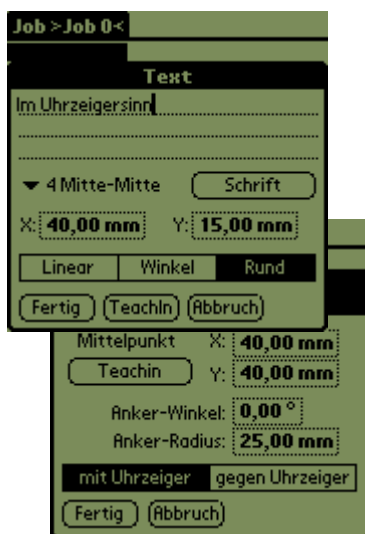 Job >Job 0<
Text
Im Uhrzeigersinn
4 Mitte-Mitte Schrift
X: 40,00 mm Y: 15,00 mm
Linear Winkel Rund
Fertig TeachIn Abbruch
Mittelpunkt X: 40,00 mm
Teachin Y: 40,00 mm
Anker-Winkel: 0,00 °
Anker-Radius: 25,00 mm
mit Uhrzeiger gegen Uhrzeiger
Fertig Abbruch